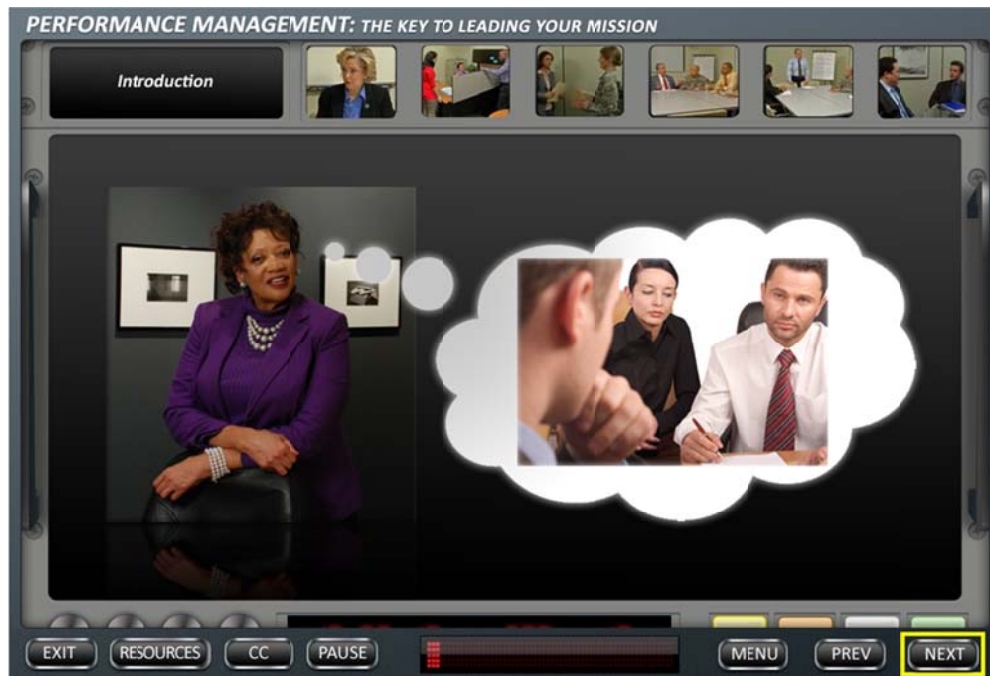 PERFORMANCE MANAGEMENT: THE KEY TO LEADING YOUR MISSION
Introduction
EXIT RESOURCES CC PAUSE MENU PREV NEXT